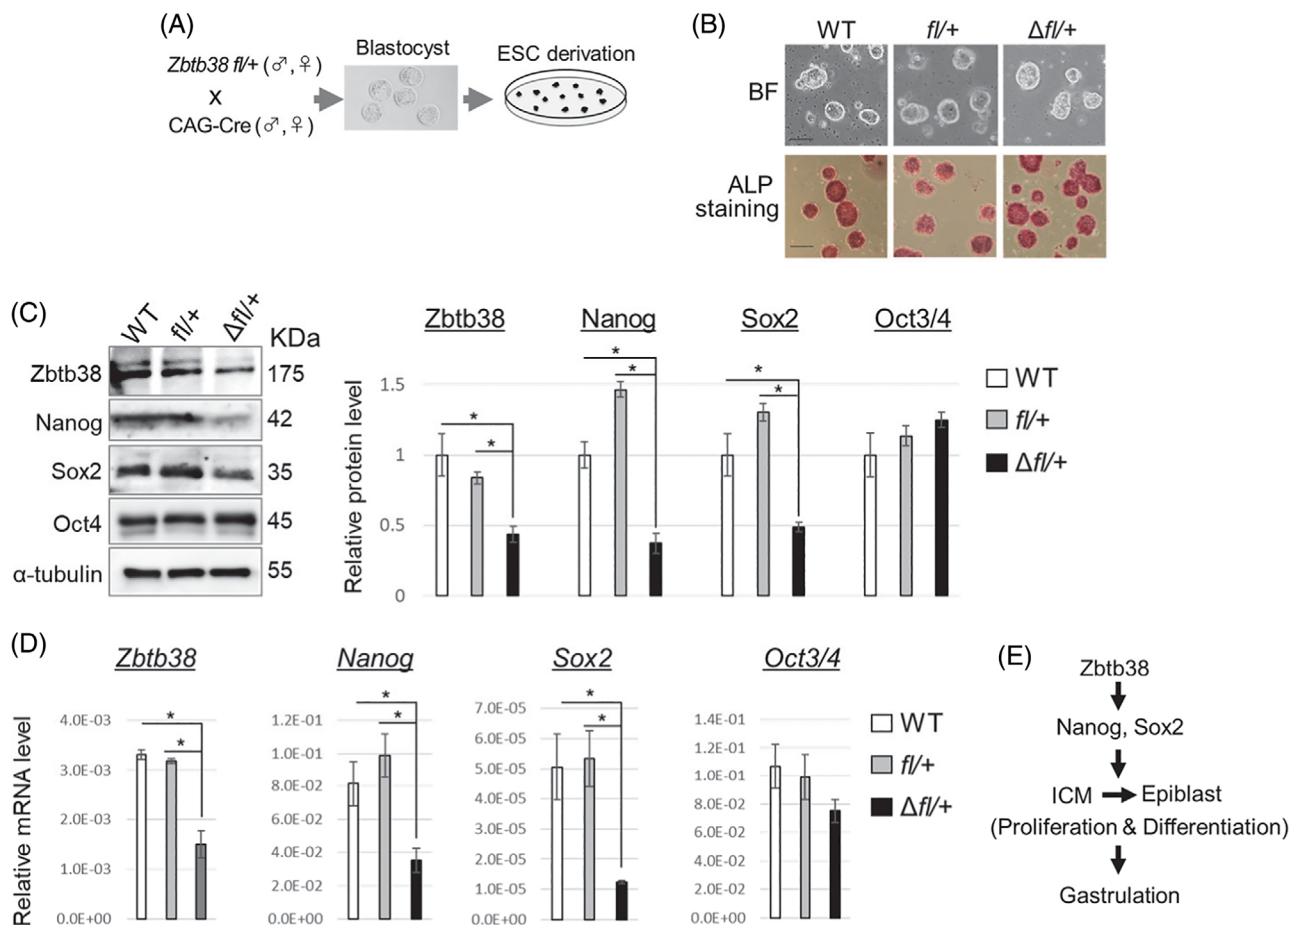 (A)
Zbtb38 fl/+ (♂, ♀)
X
CAG-Cre (♂, ♀)
Blastocyst
ESC derivation
(B)
WT fl/+ Δfl/+
BF
ALP
staining
(C)
WT fl/+ Δfl/+ KDa
Zbtb38 175
Nanog 42
Sox2 35
Oct4 45
α-tubulin 55
Relative protein level
Zbtb38 Nanog Sox2 Oct3/4
1.5
1
0.5
0
* * * * * *
WT
fl/+
Δfl/+
(D)
Relative mRNA level
Zbtb38
4.0E-03
3.0E-03
2.0E-03
1.0E-03
0.0E+00
* *
Nanog
1.2E-01
1.0E-01
8.0E-02
6.0E-02
4.0E-02
2.0E-02
0.0E+00
* *
Sox2
7.0E-05
6.0E-05
5.0E-05
4.0E-05
3.0E-05
2.0E-05
1.0E-05
0.0E+00
* *
Oct3/4
1.4E-01
1.2E-01
1.0E-01
8.0E-02
6.0E-02
4.0E-02
2.0E-02
0.0E+00
WT
fl/+
Δfl/+
(E)
Zbtb38
Nanog, Sox2
ICM Epiblast
(Proliferation & Differentiation)
Gastrulation